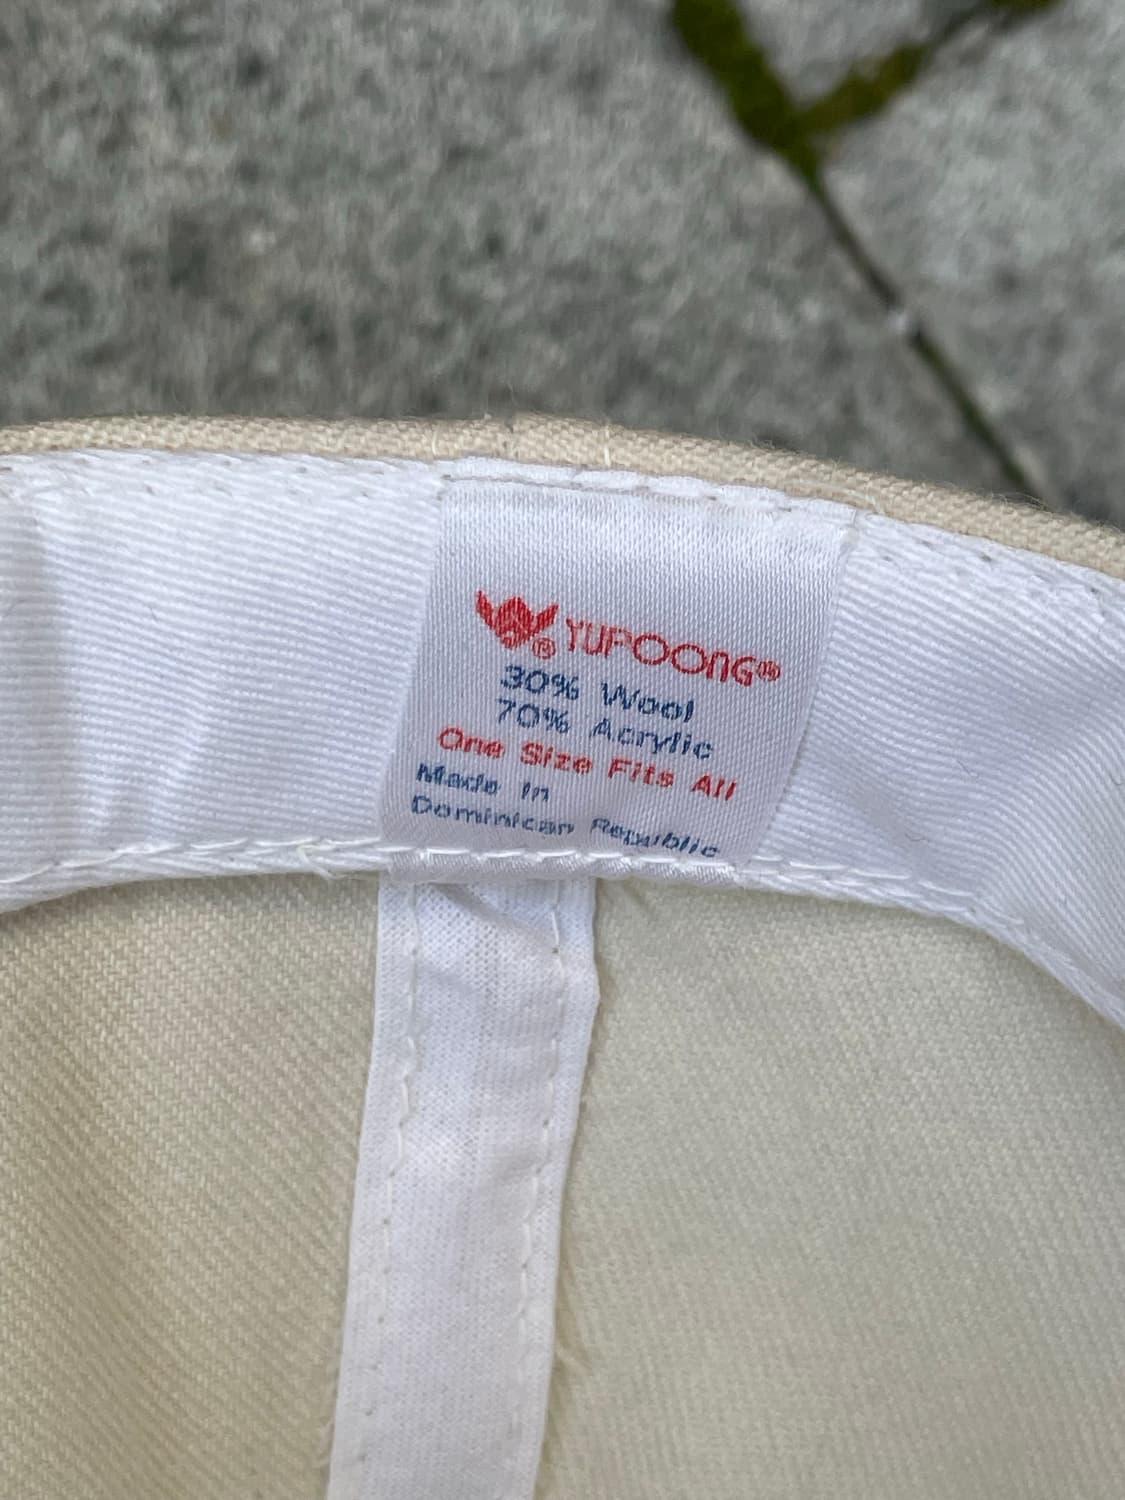 ® YUPOONG®
30% Wool
70% Acrylic
One Size Fits All
Made In
Dominican Republic